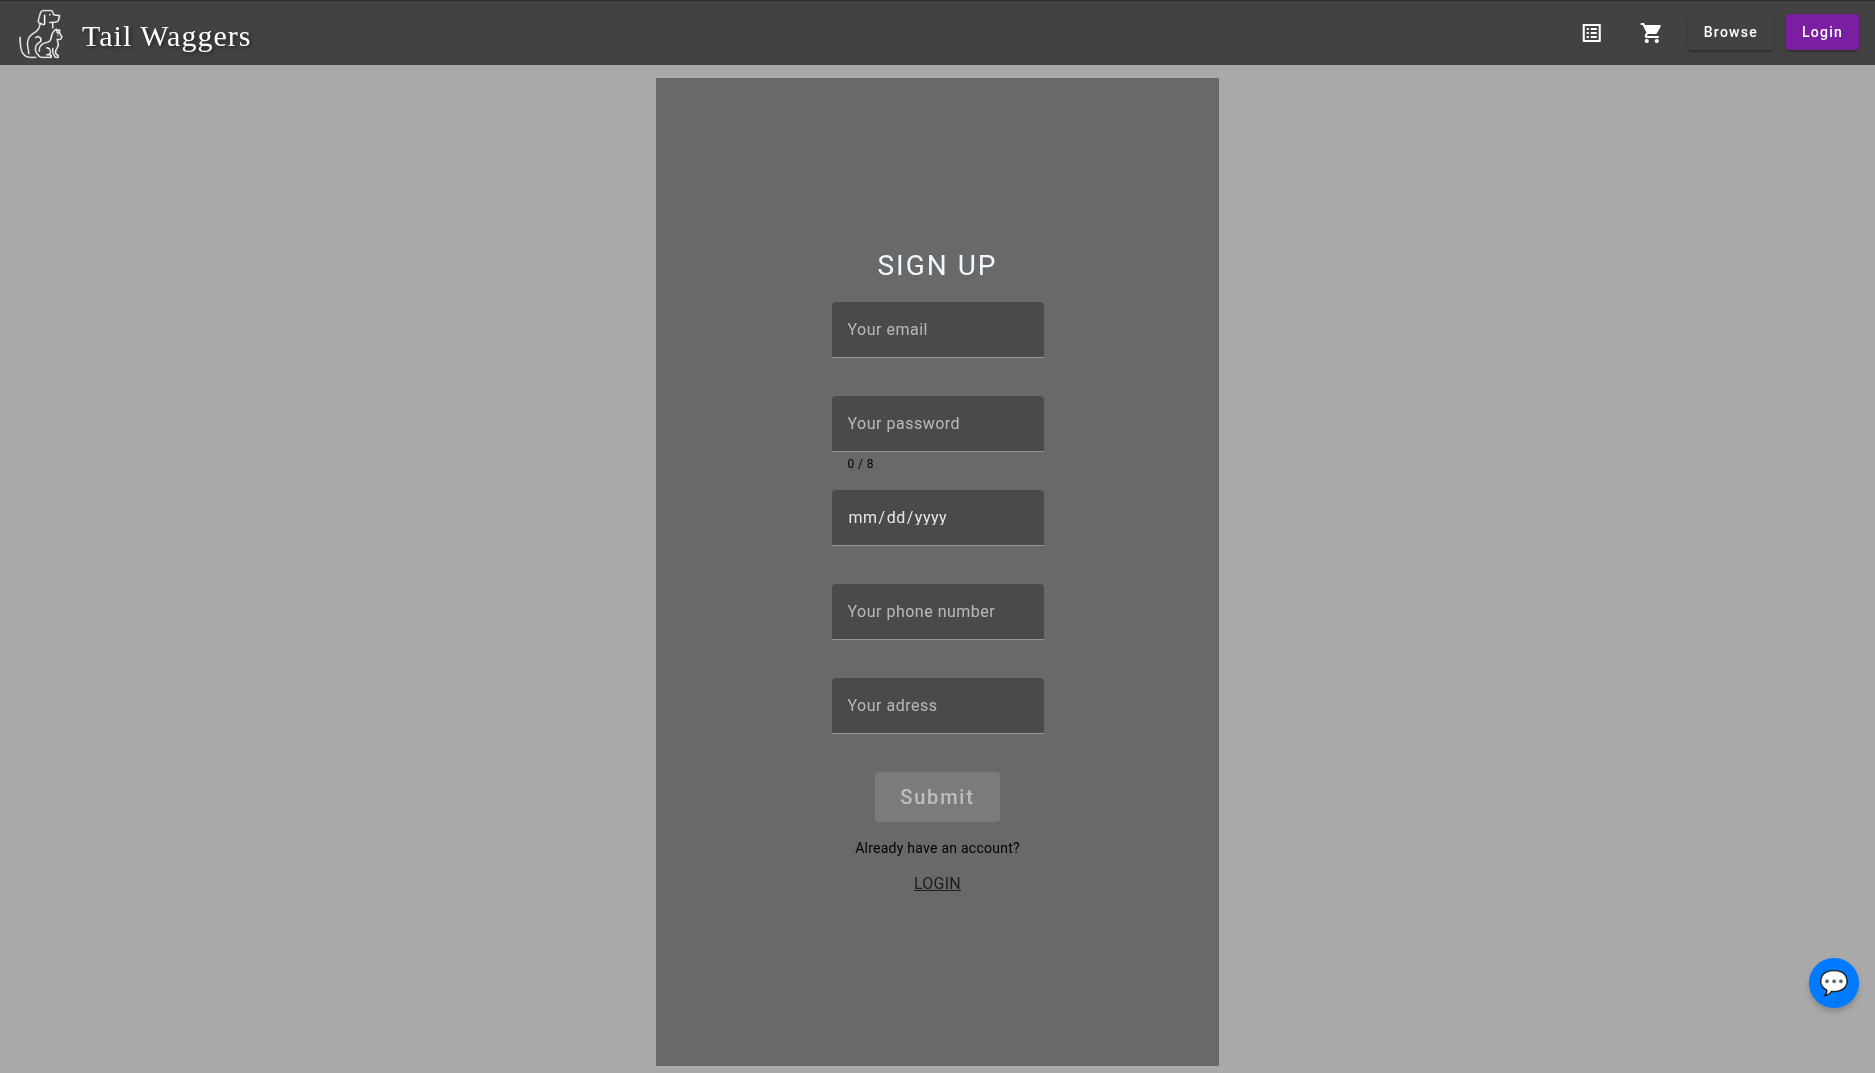 Tail Waggers
Browse
Login
SIGN UP
Your email
Your password
0 / 8
mm/dd/yyyy
Your phone number
Your adress
Submit
Already have an account?
LOGIN